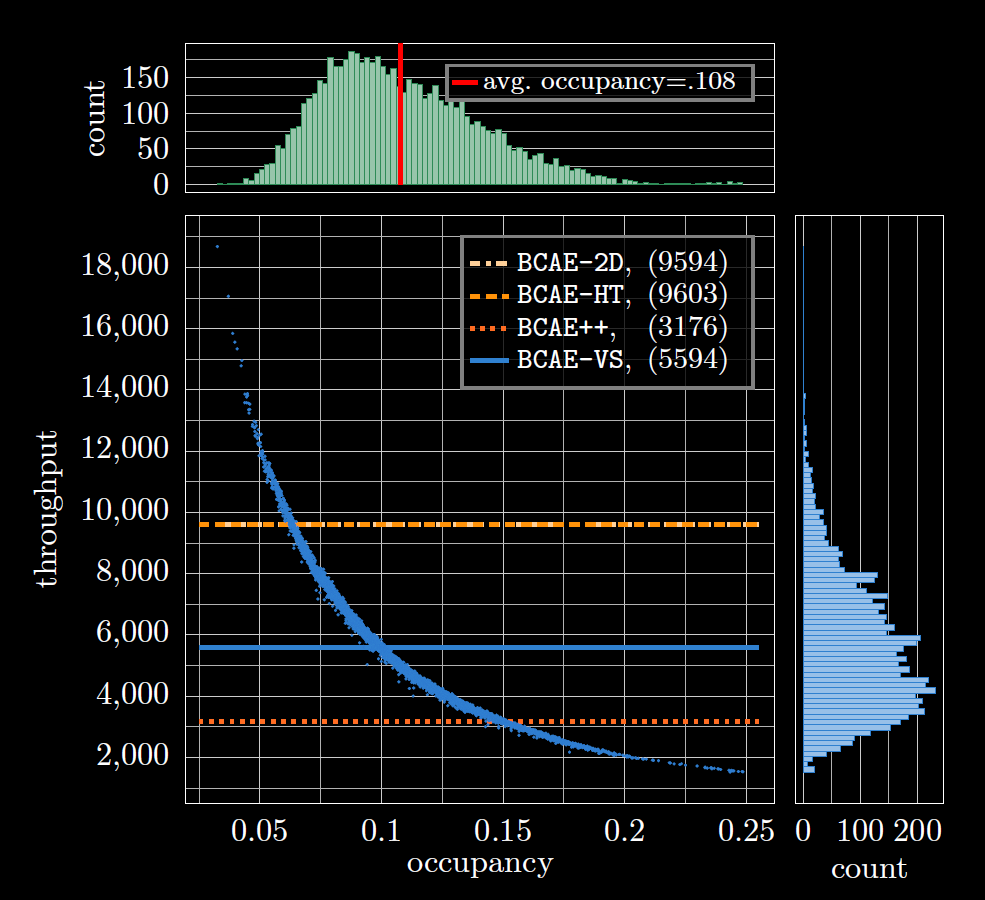 count
150
100
50
0
avg. occupancy=.108
throughput
18,000
16,000
14,000
12,000
10,000
8,000
6,000
4,000
2,000
BCAE-2D, (9594)
BCAE-HT, (9603)
BCAE++, (3176)
BCAE-VS, (5594)
0.05 0.1 0.15 0.2 0.25
occupancy
0 100 200
count